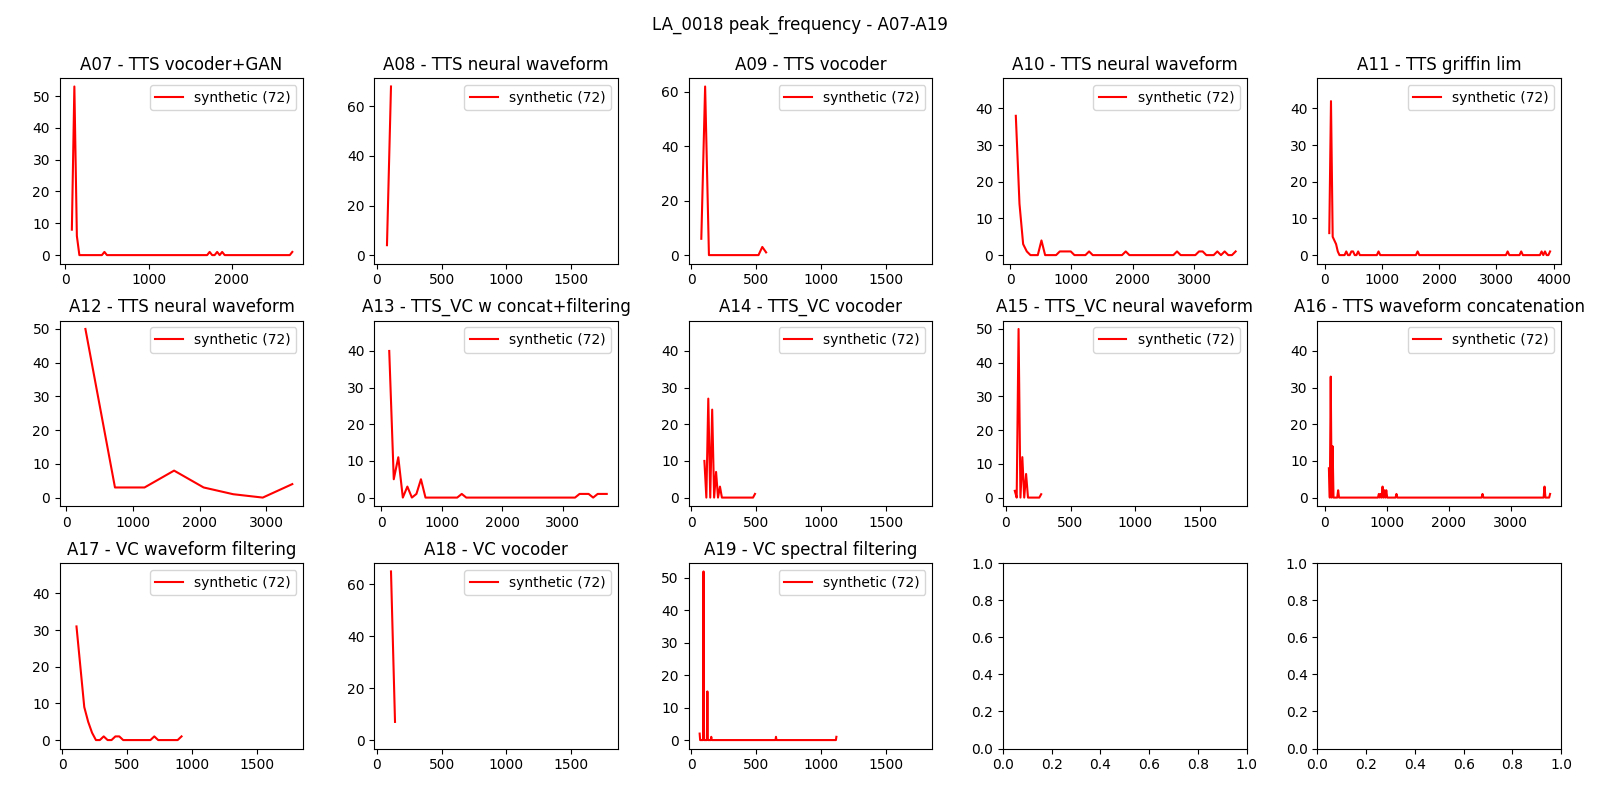 LA_0018 peak_frequency - A07-A19
A07 - TTS vocoder+GAN
synthetic (72)
50
40
30
20
10
0
0 1000 2000
A08 - TTS neural waveform
synthetic (72)
60
40
20
0
0 500 1000 1500
A09 - TTS vocoder
synthetic (72)
60
40
20
0
0 500 1000 1500
A10 - TTS neural waveform
synthetic (72)
40
30
20
10
0
0 1000 2000 3000
A11 - TTS griffin lim
synthetic (72)
40
30
20
10
0
0 1000 2000 3000 4000
A12 - TTS neural waveform
synthetic (72)
50
40
30
20
10
0
0 1000 2000 3000
A13 - TTS_VC w concat+filtering
synthetic (72)
40
30
20
10
0
0 1000 2000 3000
A14 - TTS_VC vocoder
synthetic (72)
40
30
20
10
0
0 500 1000 1500
A15 - TTS_VC neural waveform
synthetic (72)
50
40
30
20
10
0
0 500 1000 1500
A16 - TTS waveform concatenation
synthetic (72)
40
30
20
10
0
0 1000 2000 3000
A17 - VC waveform filtering
synthetic (72)
40
30
20
10
0
0 500 1000 1500
A18 - VC vocoder
synthetic (72)
60
40
20
0
0 500 1000 1500
A19 - VC spectral filtering
synthetic (72)
50
40
30
20
10
0
0 500 1000 1500
1.0
0.8
0.6
0.4
0.2
0.0
0.0 0.2 0.4 0.6 0.8 1.0
1.0
0.8
0.6
0.4
0.2
0.0
0.0 0.2 0.4 0.6 0.8 1.0